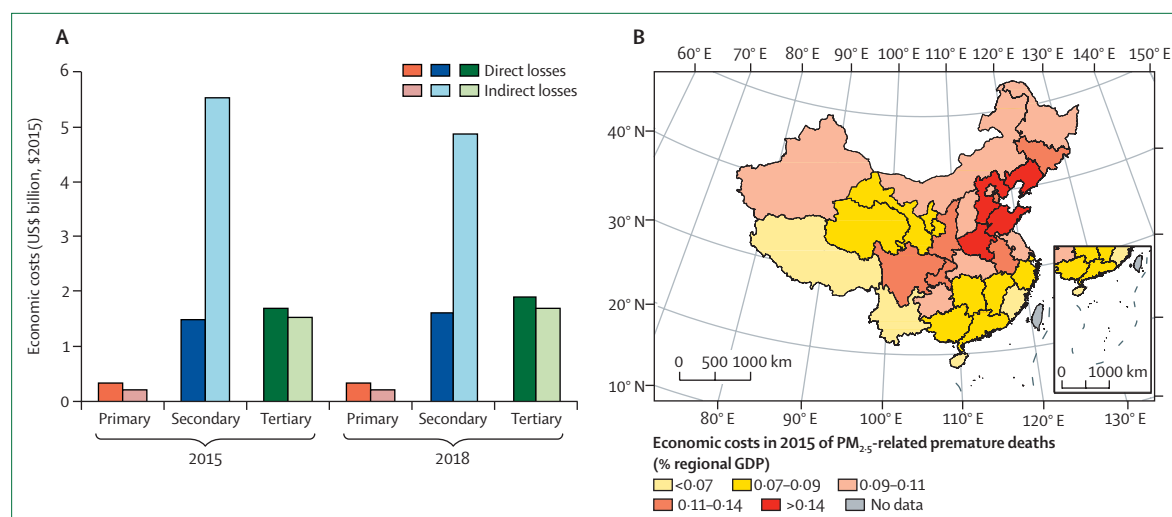 A
Economic costs (US$ billion, $2015)
6
5
4
3
2
1
0
Direct losses
Indirect losses
Primary Secondary Tertiary Primary Secondary Tertiary
2015 2018
B
60° E 70° E 80° E 90° E 100° E 110° E 120° E 130° E 140° E 150° E
40° N
30° N
20° N
10° N
0 500 1000 km
0 1000 km
80° E 90° E 100° E 110° E 120° E 130° E
Economic costs in 2015 of PM₂·₅-related premature deaths
(% regional GDP)
<0·07 0·07–0·09 0·09–0·11
0·11–0·14 >0·14 No data